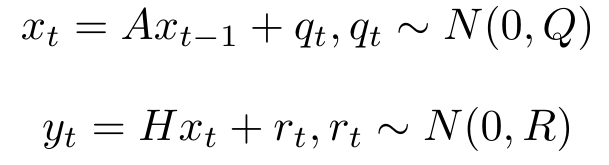 x_t = Ax_{t-1} + q_t, q_t ∼ N(0, Q)
y_t = Hx_t + r_t, r_t ∼ N(0, R)